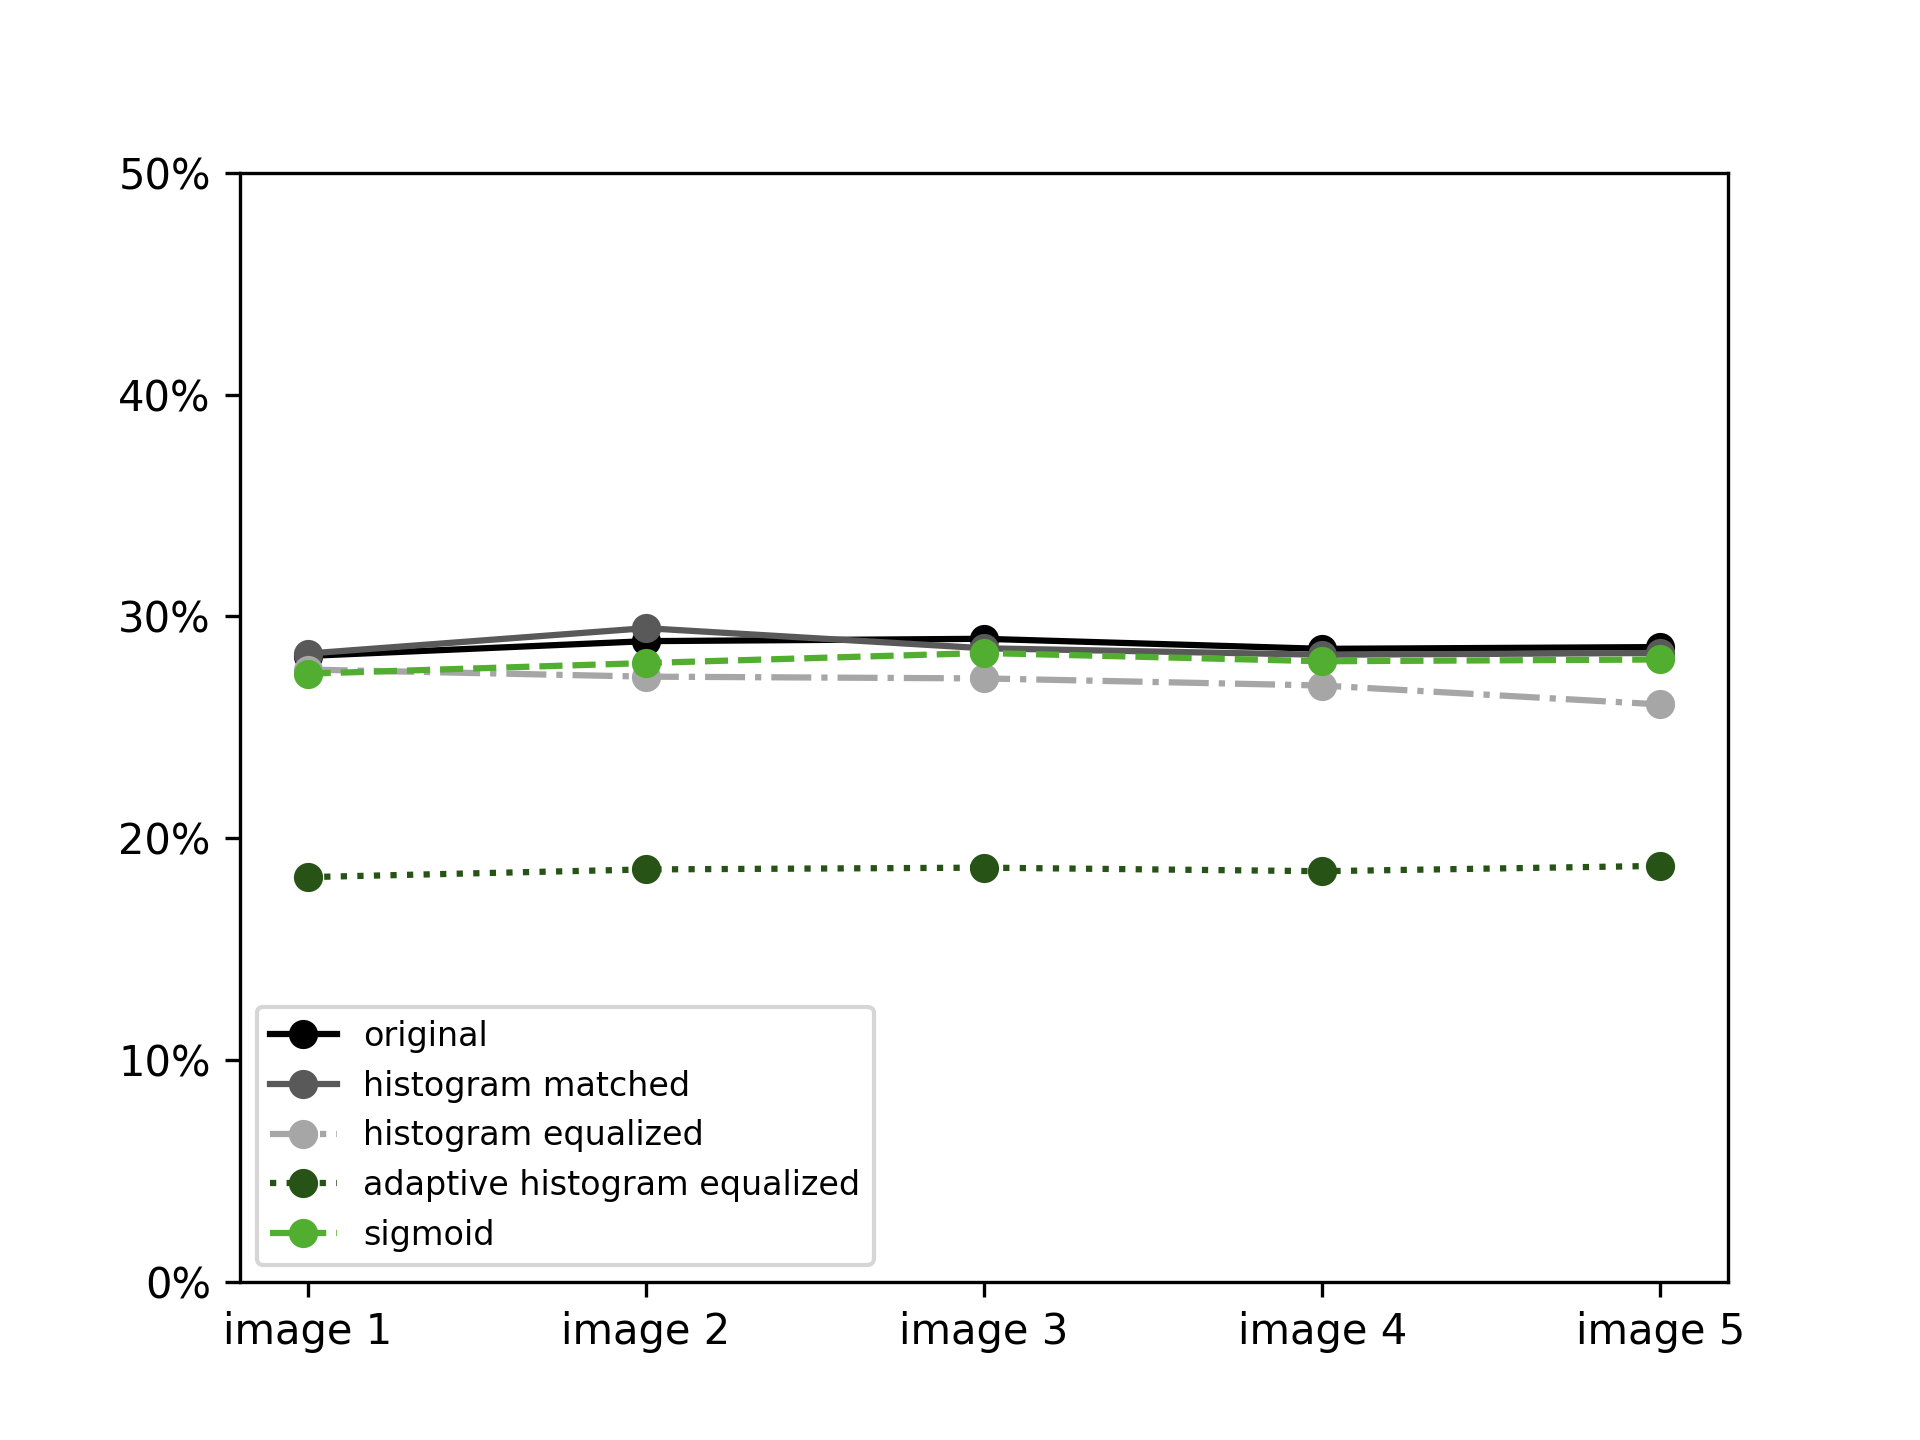 50%
40%
30%
20%
10%
0%
original
histogram matched
histogram equalized
adaptive histogram equalized
sigmoid
image 1 image 2 image 3 image 4 image 5